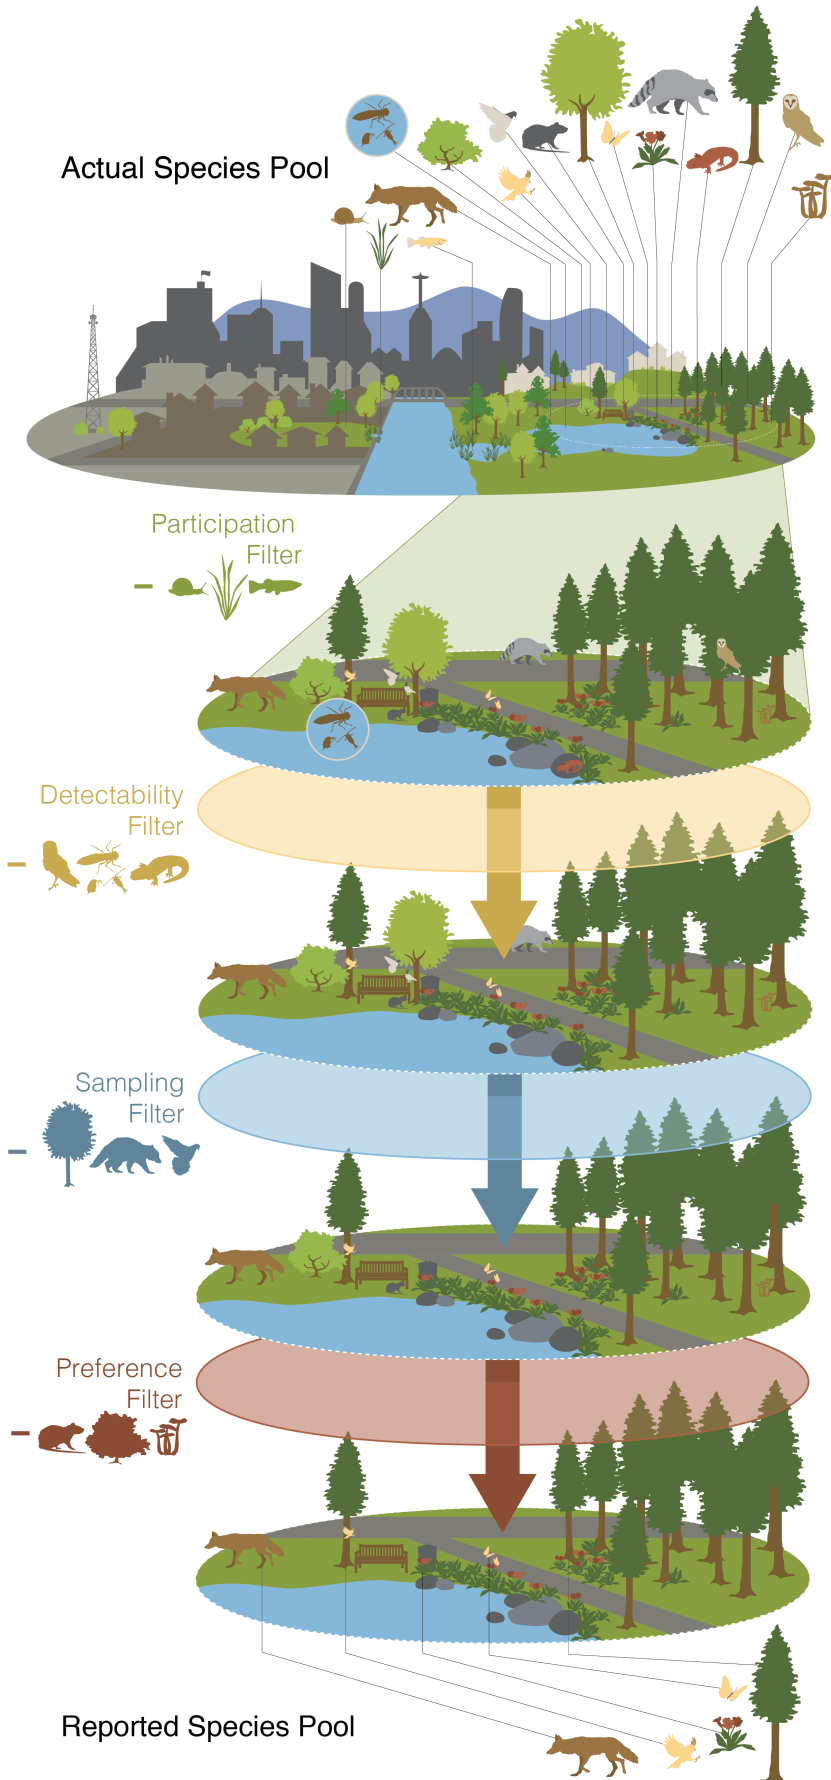 Actual Species Pool
Participation
Filter
Detectability
Filter
Sampling
Filter
Preference
Filter
Reported Species Pool